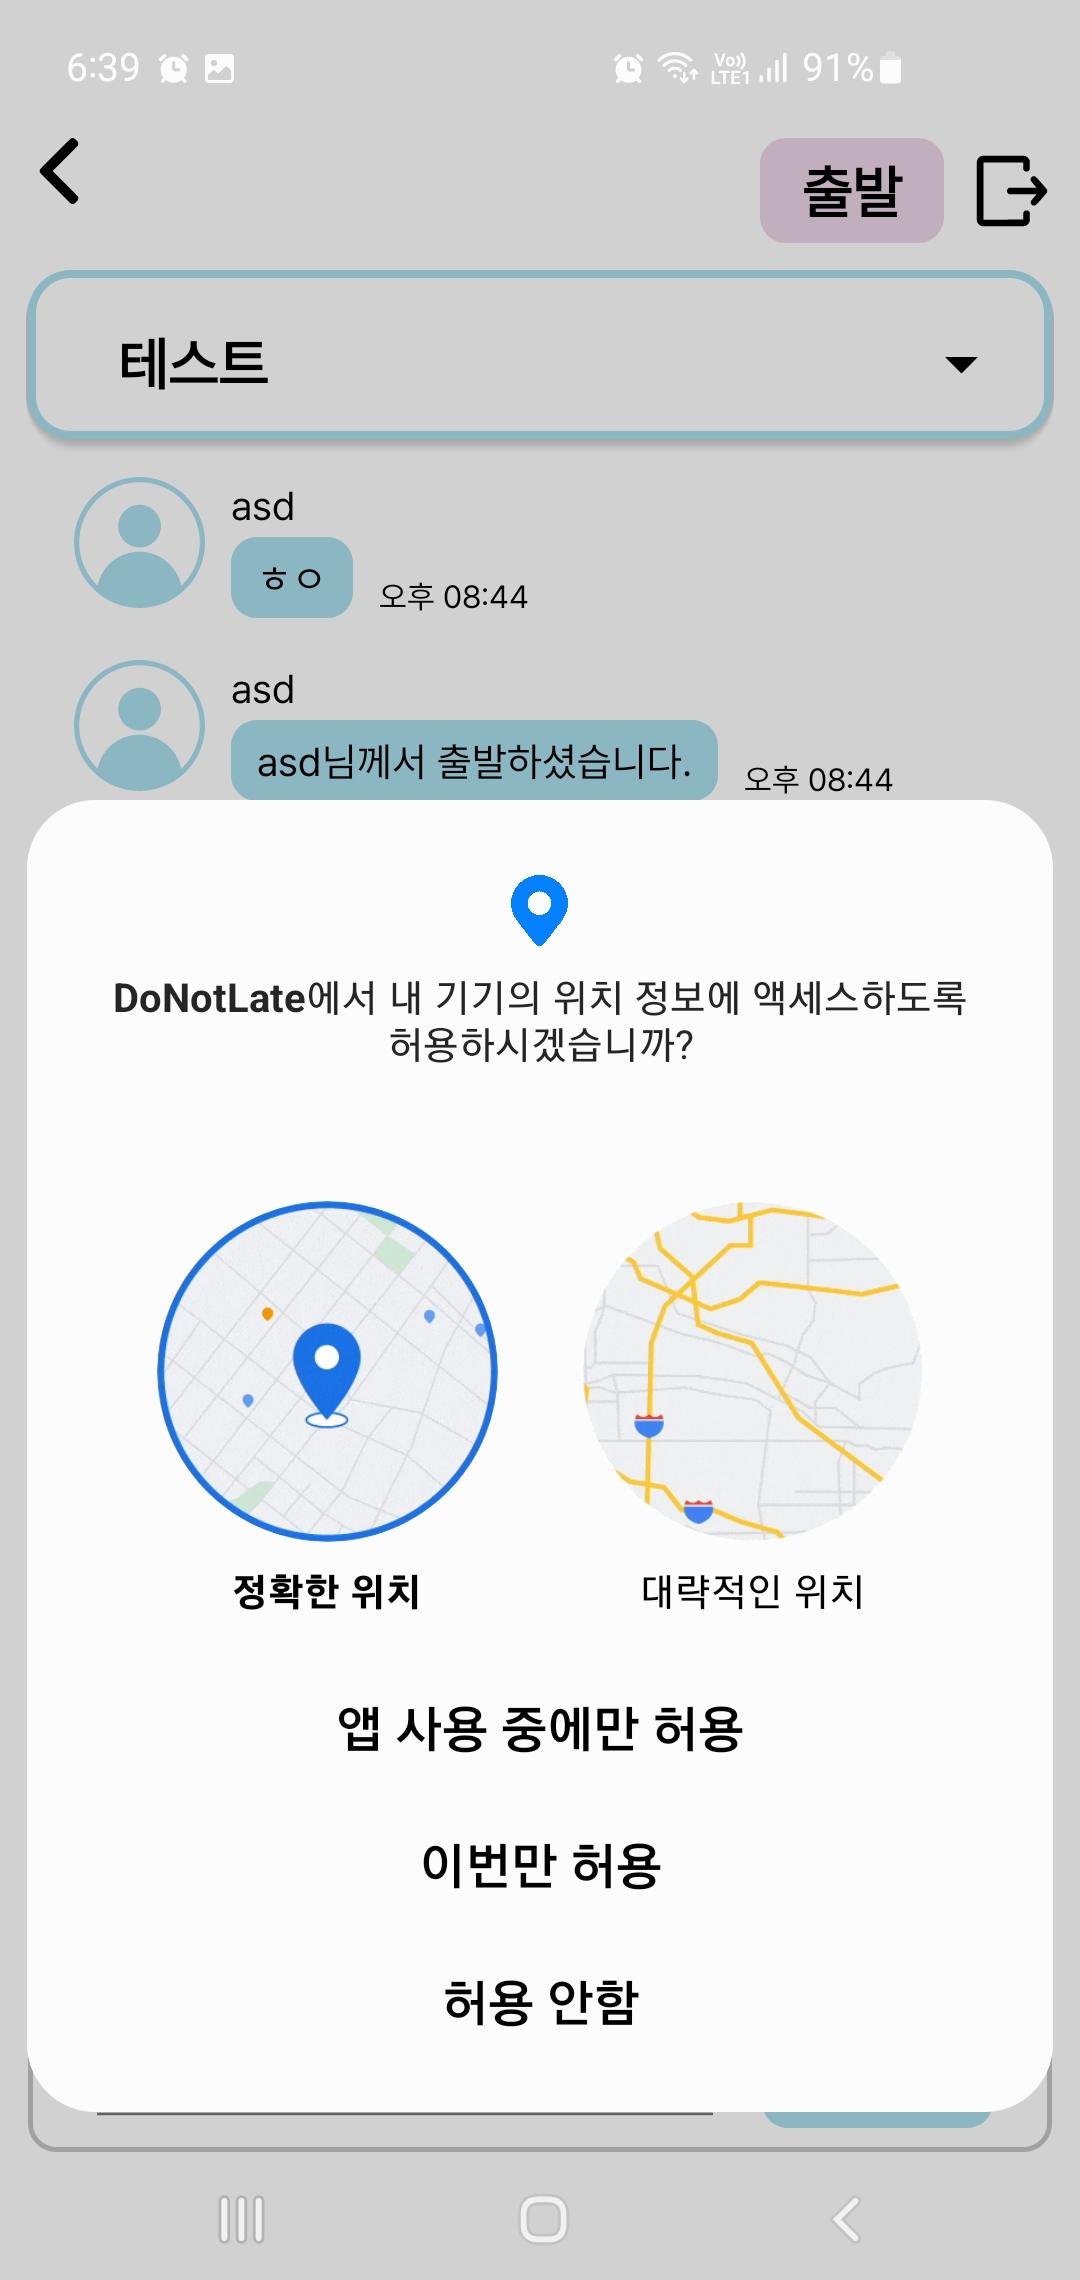 6:39
Vo)) LTE1 91%
출발
테스트
asd
ㅎㅇ
오후 08:44
asd
asd님께서 출발하셨습니다.
오후 08:44
DoNotLate에서 내 기기의 위치 정보에 액세스하도록
허용하시겠습니까?
정확한 위치
대략적인 위치
앱 사용 중에만 허용
이번만 허용
허용 안함